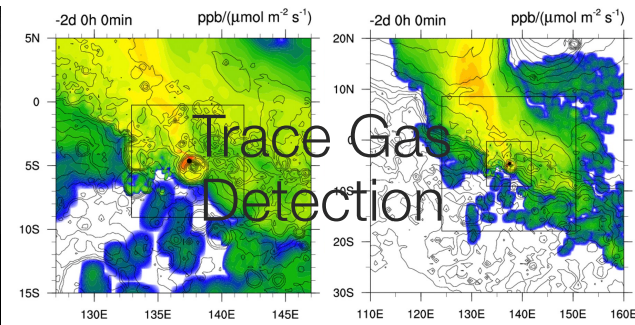 -2d 0h 0min ppb/(μmol m⁻² s⁻¹)
5N
0
5S
10S
15S
130E 135E 140E 145E
-2d 0h 0min ppb/(μmol m⁻² s⁻¹)
20N
10N
0
10S
20S
30S
110E 120E 130E 140E 150E 160E
Trace Gas
Detection